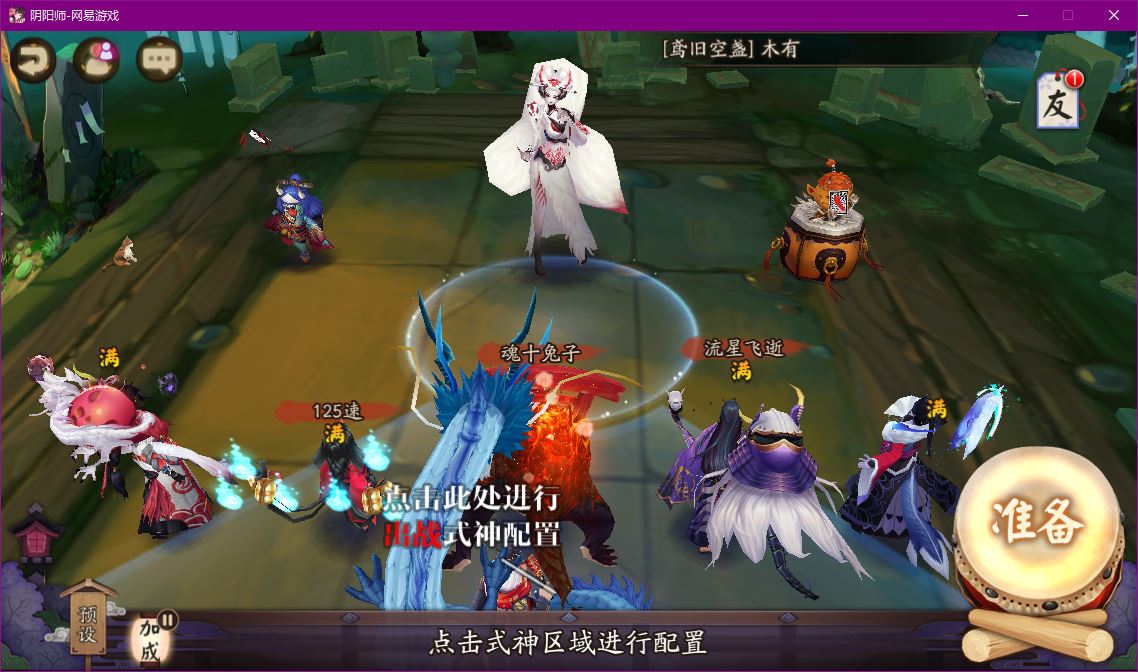 阴阳师-网易游戏
[鸢旧空盏] 木有
1
友
满
魂十兔子
流星飞逝
满
125速
满
满
点击此处进行
出战式神配置
准备
预设
加成
点击式神区域进行配置